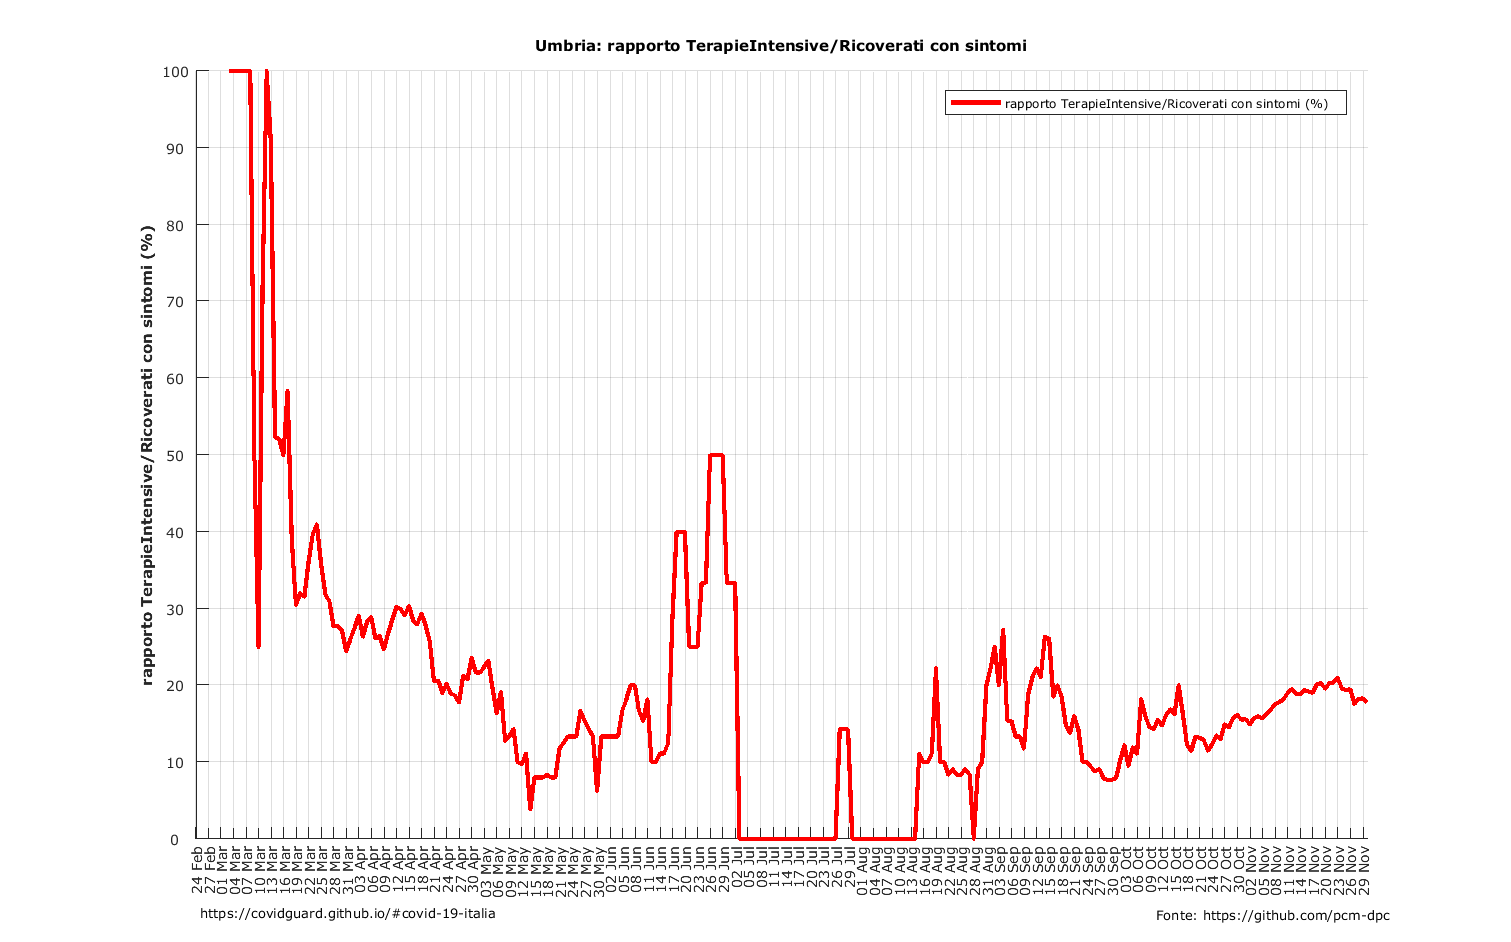 Umbria: rapporto TerapieIntensive/Ricoverati con sintomi
rapporto TerapieIntensive/Ricoverati con sintomi (%)
rapporto TerapieIntensive/Ricoverati con sintomi (%)
100
90
80
70
60
50
40
30
20
10
0
24 Feb
27 Feb
01 Mar
04 Mar
07 Mar
10 Mar
13 Mar
16 Mar
19 Mar
22 Mar
25 Mar
28 Mar
31 Mar
03 Apr
06 Apr
09 Apr
12 Apr
15 Apr
18 Apr
21 Apr
24 Apr
27 Apr
30 Apr
03 May
06 May
09 May
12 May
15 May
18 May
21 May
24 May
27 May
30 May
02 Jun
05 Jun
08 Jun
11 Jun
14 Jun
17 Jun
20 Jun
23 Jun
26 Jun
29 Jun
02 Jul
05 Jul
08 Jul
11 Jul
14 Jul
17 Jul
20 Jul
23 Jul
26 Jul
29 Jul
01 Aug
04 Aug
07 Aug
10 Aug
13 Aug
16 Aug
19 Aug
22 Aug
25 Aug
28 Aug
31 Aug
03 Sep
06 Sep
09 Sep
12 Sep
15 Sep
18 Sep
21 Sep
24 Sep
27 Sep
30 Sep
03 Oct
06 Oct
09 Oct
12 Oct
15 Oct
18 Oct
21 Oct
24 Oct
27 Oct
30 Oct
02 Nov
05 Nov
08 Nov
11 Nov
14 Nov
17 Nov
20 Nov
23 Nov
26 Nov
29 Nov
https://covidguard.github.io/#covid-19-italia
Fonte: https://github.com/pcm-dpc